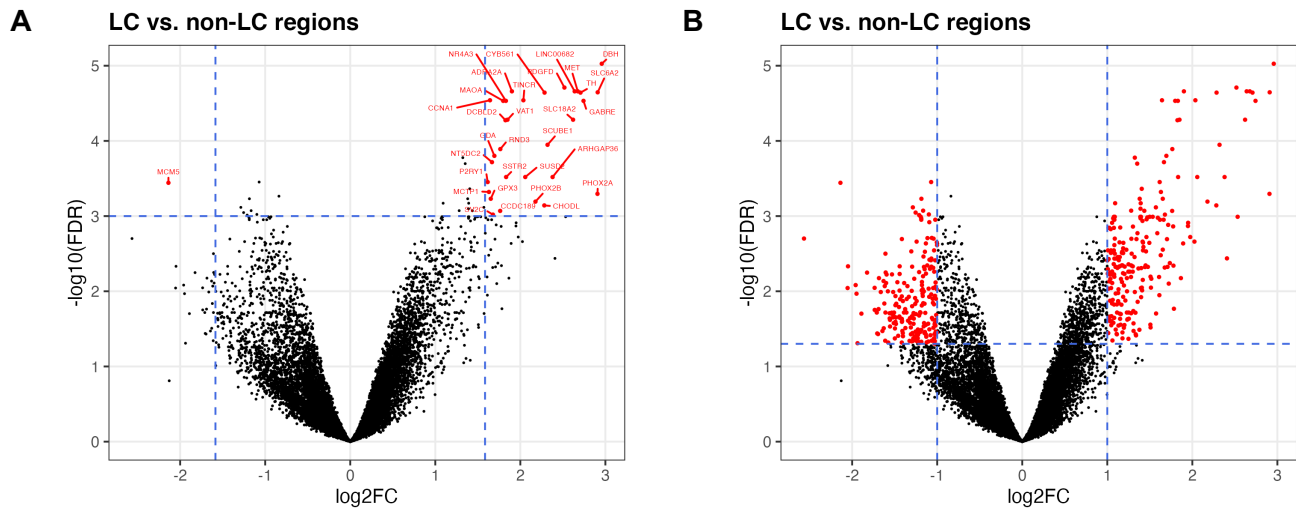 A
LC vs. non-LC regions
NR4A3 CYB561 LINC00682 DBH
ADRA2A PDGFD MET SLC6A2
MAOA TINCR TH
CCNA1 DCBLD2 VAT1 SLC18A2 GABRE
GDA RND3 SCUBE1
NT5DC2 ARHGAP36
MCM5 P2RY1 SSTR2 SUSD2
MCTP1 GPX3 PHOX2B PHOX2A
SV2C CCDC189 CHODL
-log10(FDR)
5
4
3
2
1
0
-2 -1 0 1 2 3
log2FC
B
LC vs. non-LC regions
-log10(FDR)
5
4
3
2
1
0
-2 -1 0 1 2 3
log2FC